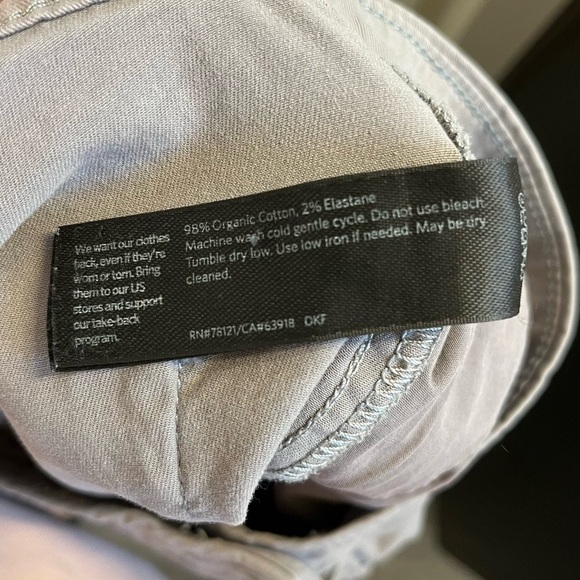 We want our clothes
back, even if they're
worn or torn. Bring
them to our US
stores and support
our take-back
program.
98% Organic Cotton, 2% Elastane
Machine wash cold gentle cycle. Do not use bleach
Tumble dry low. Use low iron if needed. May be dry
cleaned.
RN#78121/CA#63918 DKF